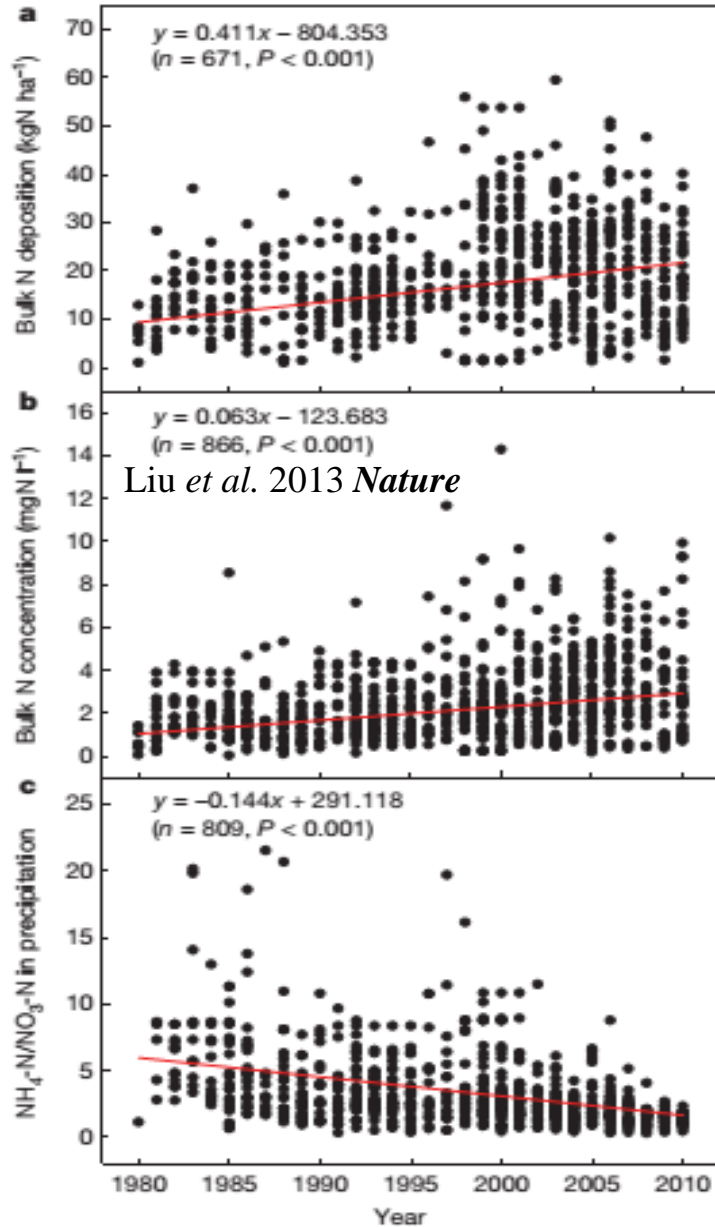 a
y = 0.411x − 804.353
(n = 671, P < 0.001)
Bulk N deposition (kgN ha⁻¹)
70
60
50
40
30
20
10
0
b
y = 0.063x − 123.683
(n = 866, P < 0.001)
Liu et al. 2013 Nature
Bulk N concentration (mgN l⁻¹)
16
14
12
10
8
6
4
2
0
c
y = −0.144x + 291.118
(n = 809, P < 0.001)
NH₄-N/NO₃-N in precipitation
25
20
15
10
5
0
1980 1985 1990 1995 2000 2005 2010
Year